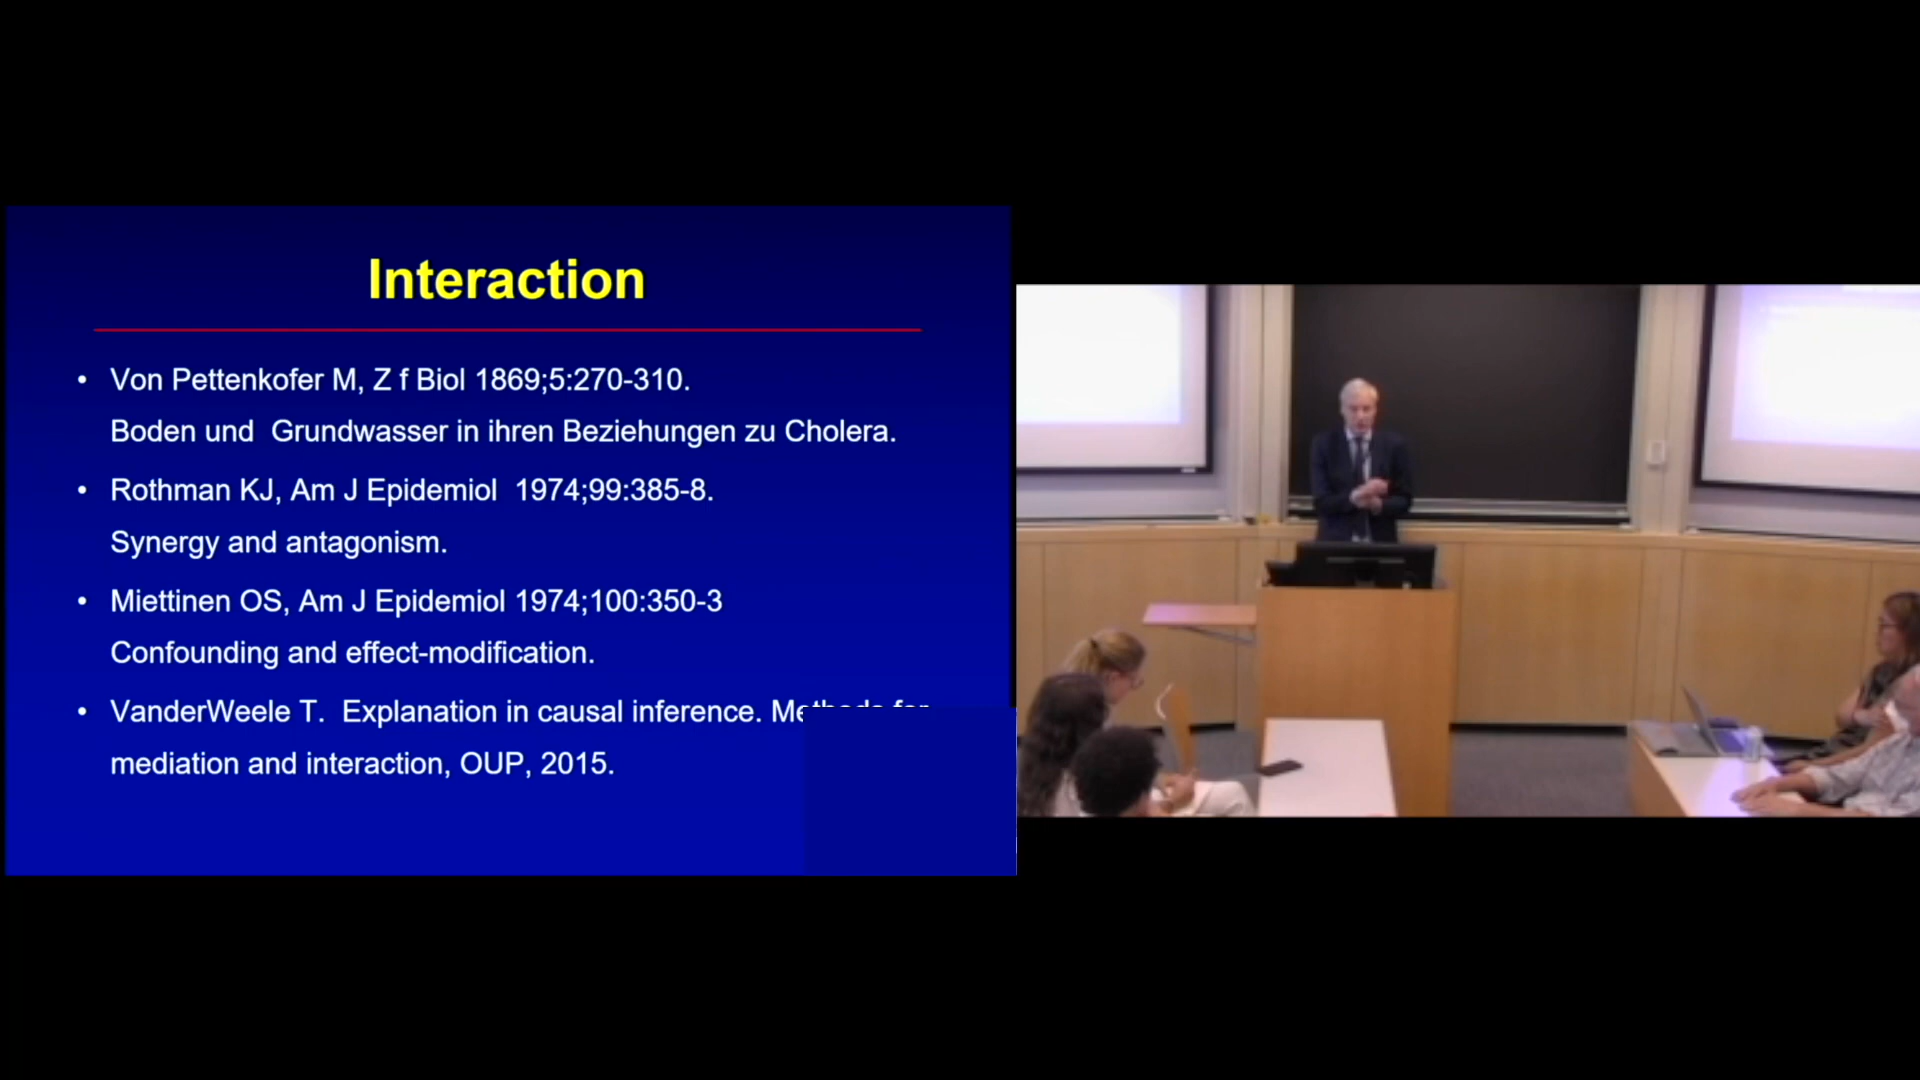 Interaction
• Von Pettenkofer M, Z f Biol 1869;5:270-310.
Boden und Grundwasser in ihren Beziehungen zu Cholera.
• Rothman KJ, Am J Epidemiol 1974;99:385-8.
Synergy and antagonism.
• Miettinen OS, Am J Epidemiol 1974;100:350-3
Confounding and effect-modification.
• VanderWeele T. Explanation in causal inference. Methods for
mediation and interaction, OUP, 2015.